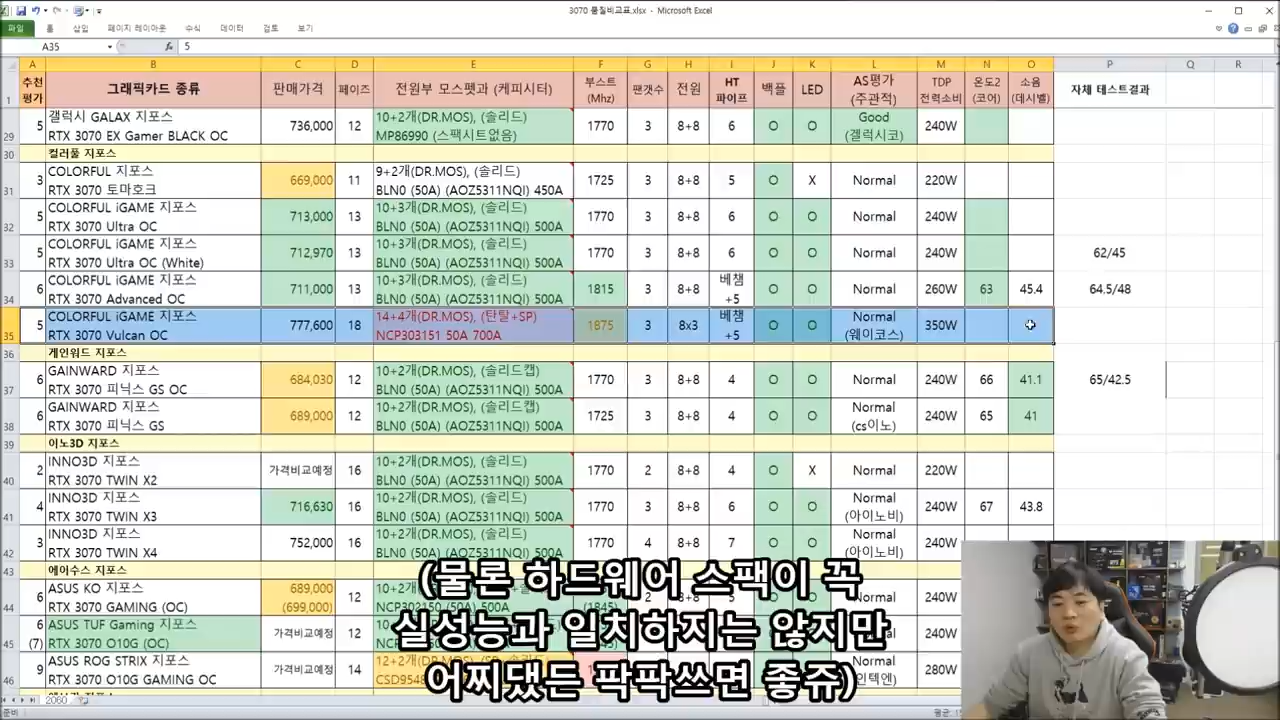 3070 품질비교표.xlsx - Microsoft Excel
파일 홈 삽입 페이지 레이아웃 수식 데이터 검토 보기
A35 fx 5
A B C D E F G H I J K L M N O P Q R
1 추천 평가 그래픽카드 종류 판매가격 페이즈 전원부 모스펫과 (케피시터) 부스트 (Mhz) 팬갯수 전원 HT 파이프 백플 LED AS평가 (주관적) TDP 전력소비 온도2 (코어) 소음 (데시벨) 자체 테스트결과
29 5 갤럭시 GALAX 지포스 RTX 3070 EX Gamer BLACK OC 736,000 12 10+2개(DR.MOS), (솔리드) MP86990 (스팩시트없음) 1770 3 8+8 6 O O Good (갤럭시코) 240W
30 컬러풀 지포스
31 3 COLORFUL 지포스 RTX 3070 토마호크 669,000 11 9+2개(DR.MOS), (솔리드) BLN0 (50A) (AOZ5311NQI) 450A 1725 3 8+8 5 O X Normal 220W
32 5 COLORFUL iGAME 지포스 RTX 3070 Ultra OC 713,000 13 10+3개(DR.MOS), (솔리드) BLN0 (50A) (AOZ5311NQI) 500A 1770 3 8+8 6 O O Normal 240W
33 5 COLORFUL iGAME 지포스 RTX 3070 Ultra OC (White) 712,970 13 10+3개(DR.MOS), (솔리드) BLN0 (50A) (AOZ5311NQI) 500A 1770 3 8+8 6 O O Normal 240W 62/45
34 6 COLORFUL iGAME 지포스 RTX 3070 Advanced OC 711,000 13 10+3개(DR.MOS), (솔리드) BLN0 (50A) (AOZ5311NQI) 500A 1815 3 8+8 베챔 +5 O O Normal 260W 63 45.4 64.5/48
35 5 COLORFUL iGAME 지포스 RTX 3070 Vulcan OC 777,600 18 14+4개(DR.MOS), (탄탈+SP) NCP303151 50A 700A 1875 3 8x3 베챔 +5 O O Normal (웨이코스) 350W
36 게인워드 지포스
37 6 GAINWARD 지포스 RTX 3070 피닉스 GS OC 684,030 12 10+2개(DR.MOS), (솔리드캡) BLN0 (50A) (AOZ5311NQI) 500A 1770 3 8+8 4 O O Normal 240W 66 41.1 65/42.5
38 6 GAINWARD 지포스 RTX 3070 피닉스 GS 689,000 12 10+2개(DR.MOS), (솔리드캡) BLN0 (50A) (AOZ5311NQI) 500A 1725 3 8+8 4 O O Normal (cs이노) 240W 65 41
39 이노3D 지포스
40 2 INNO3D 지포스 RTX 3070 TWIN X2 가격비교예정 16 10+2개(DR.MOS), (솔리드) BLN0 (50A) (AOZ5311NQI) 500A 1770 2 8+8 4 O X Normal 220W
41 4 INNO3D 지포스 RTX 3070 TWIN X3 716,630 16 10+2개(DR.MOS), (솔리드) BLN0 (50A) (AOZ5311NQI) 500A 1770 3 8+8 4 O O Normal (아이노비) 240W 67 43.8
42 3 INNO3D 지포스 RTX 3070 TWIN X4 752,000 16 10+2개(DR.MOS), (솔리드) BLN0 (50A) (AOZ5311NQI) 500A 1770 4 8+8 7 O O Normal (아이노비) 240W
43 에이수스 지포스
44 6 ASUS KO 지포스 RTX 3070 GAMING (OC) 689,000 (699,000) 12 NCP302150 (50A) 500A (1845)
45 6 (7) ASUS TUF Gaming 지포스 RTX 3070 O10G (OC) 가격비교예정 12
46 9 ASUS ROG STRIX 지포스 RTX 3070 O10G GAMING OC 가격비교예정 14 280W
(물론 하드웨어 스팩이 꼭
실성능과 일치하지는 않지만
어찌댔든 팍팍쓰면 좋쥬)
2060
준비